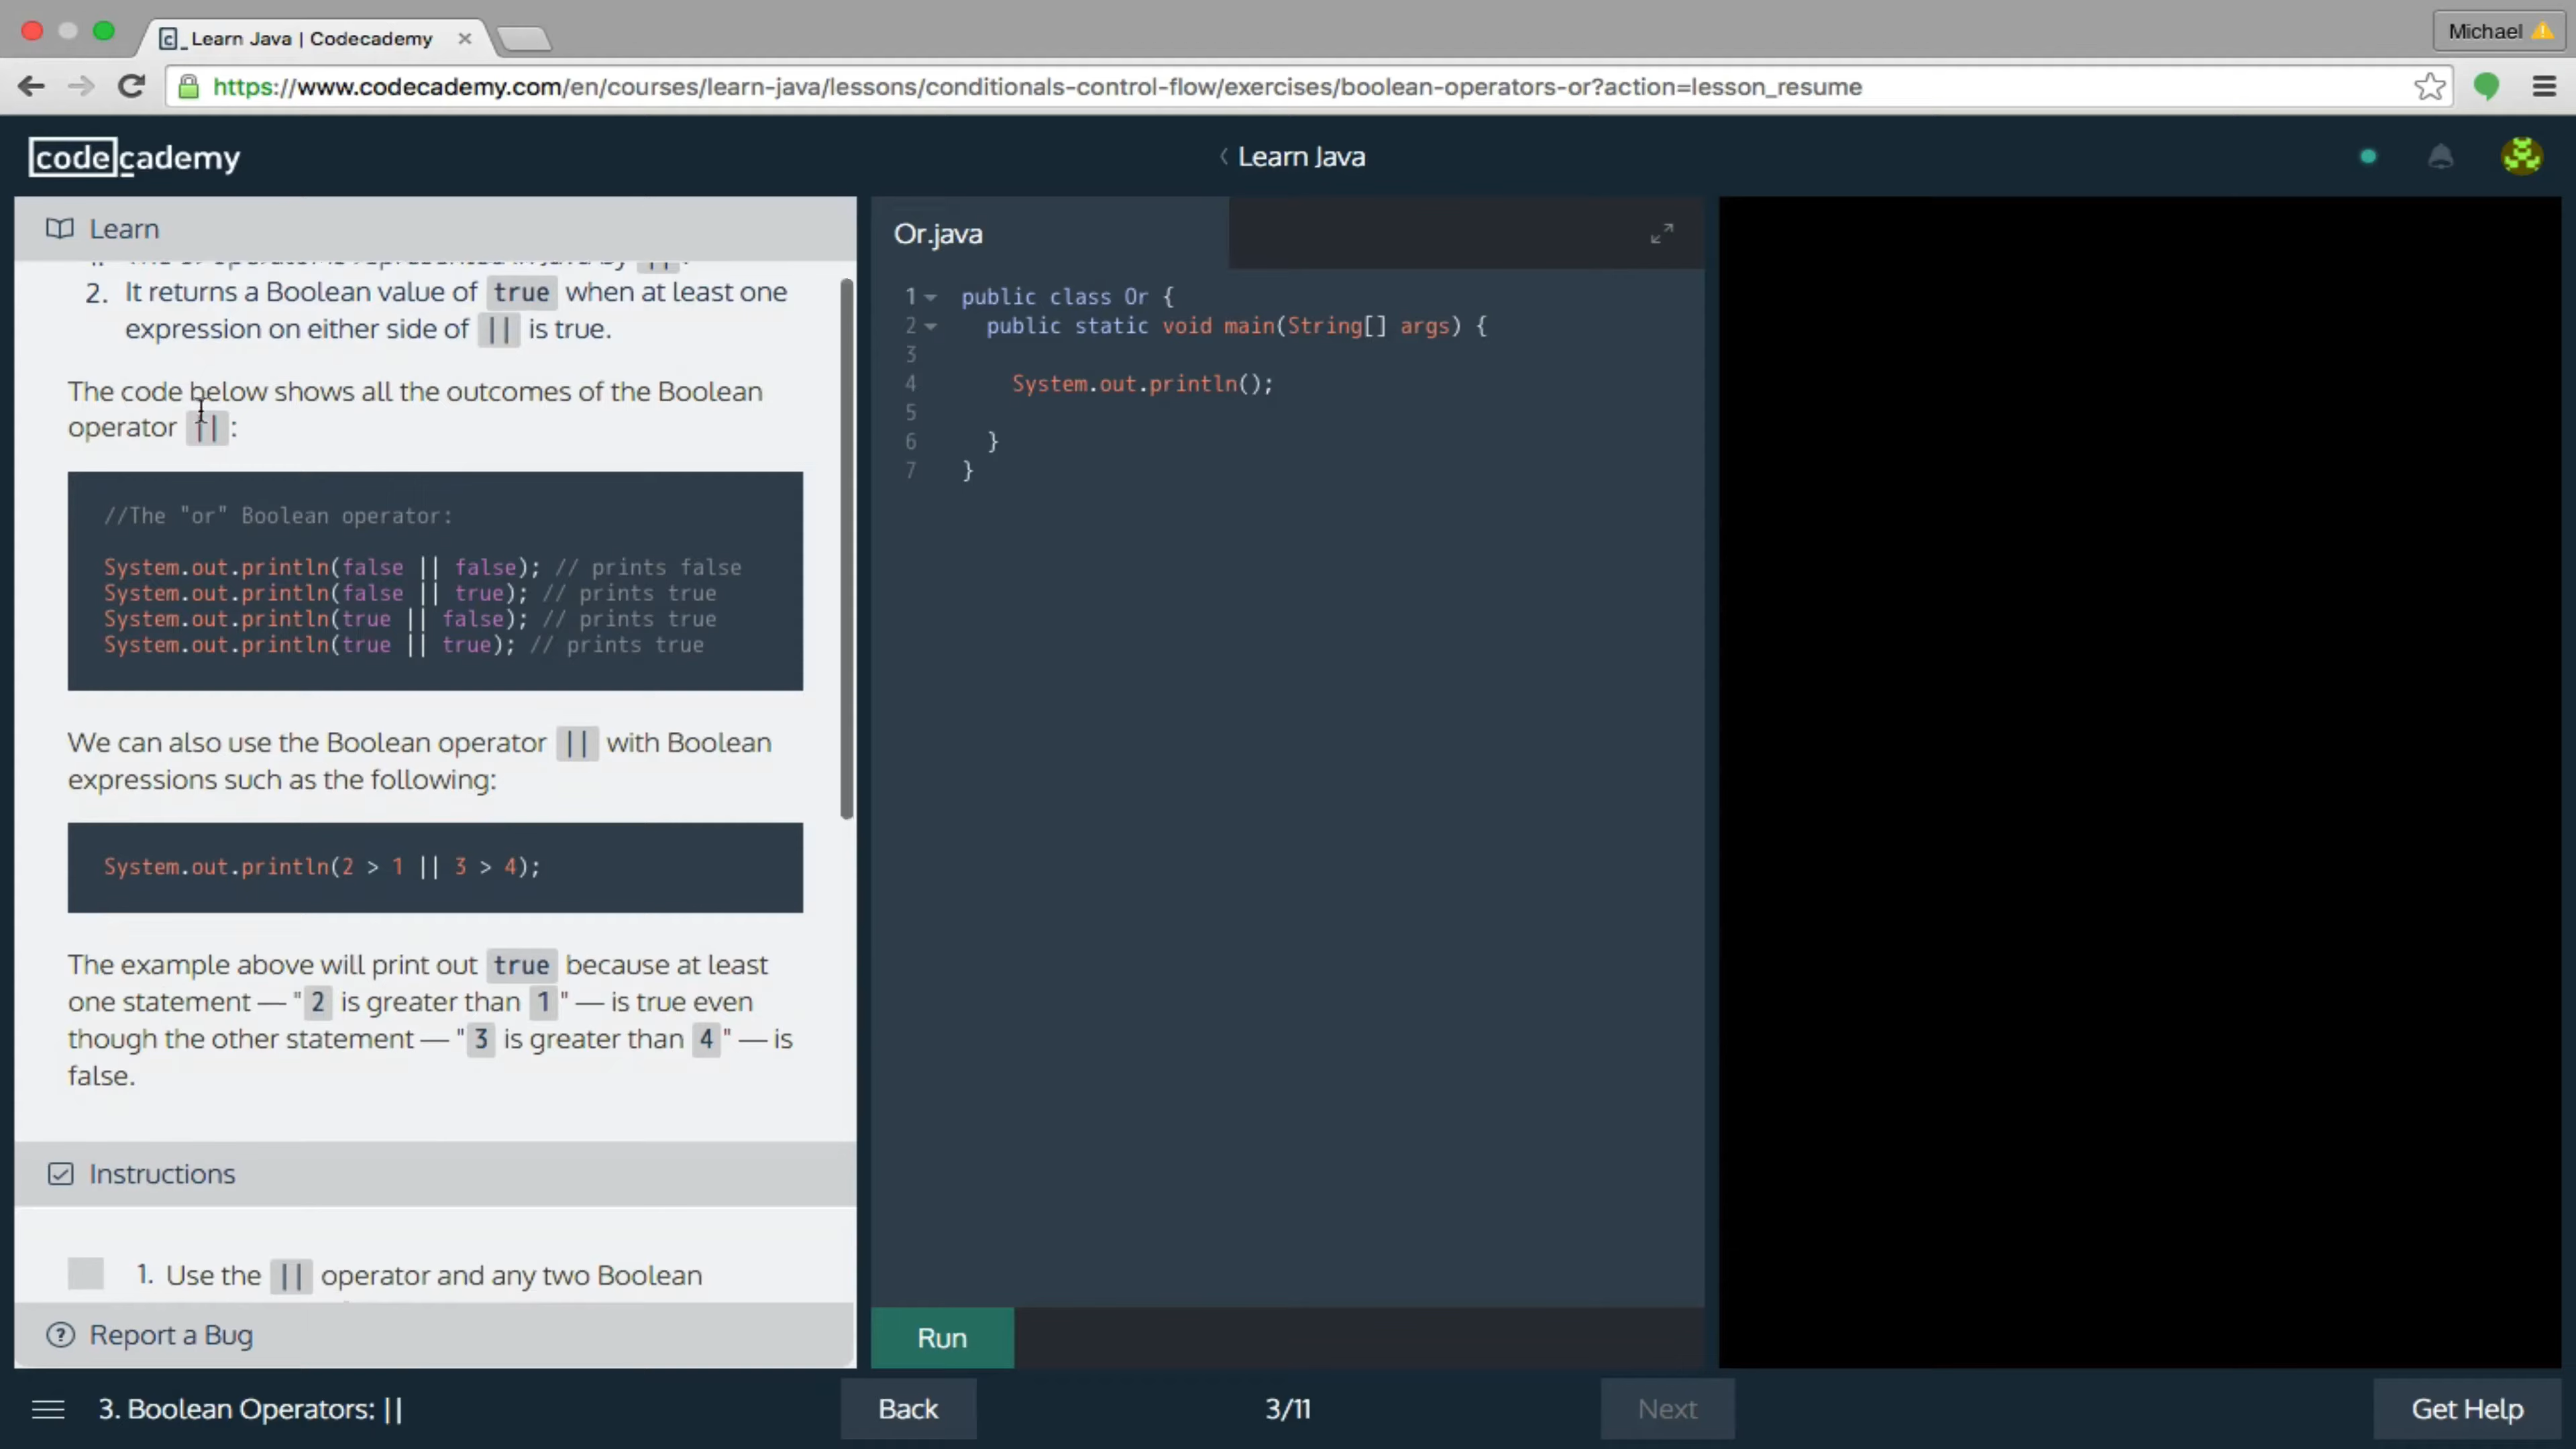 Learn Java | Codecademy
Michael
https://www.codecademy.com/en/courses/learn-java/lessons/conditionals-control-flow/exercises/boolean-operators-or?action=lesson_resume
codecademy
Learn Java
Learn
1. The or operator is represented in Java by ||.
2. It returns a Boolean value of true when at least one
expression on either side of || is true.
The code below shows all the outcomes of the Boolean
operator ||:
//The "or" Boolean operator:
System.out.println(false || false); // prints false
System.out.println(false || true); // prints true
System.out.println(true || false); // prints true
System.out.println(true || true); // prints true
We can also use the Boolean operator || with Boolean
expressions such as the following:
System.out.println(2 > 1 || 3 > 4);
The example above will print out true because at least
one statement — "2 is greater than 1" — is true even
though the other statement — "3 is greater than 4" — is
false.
Instructions
1. Use the || operator and any two Boolean
Report a Bug
Or.java
1 public class Or {
2 public static void main(String[] args) {
3
4 System.out.println();
5
6 }
7 }
Run
3. Boolean Operators: ||
Back
3/11
Next
Get Help